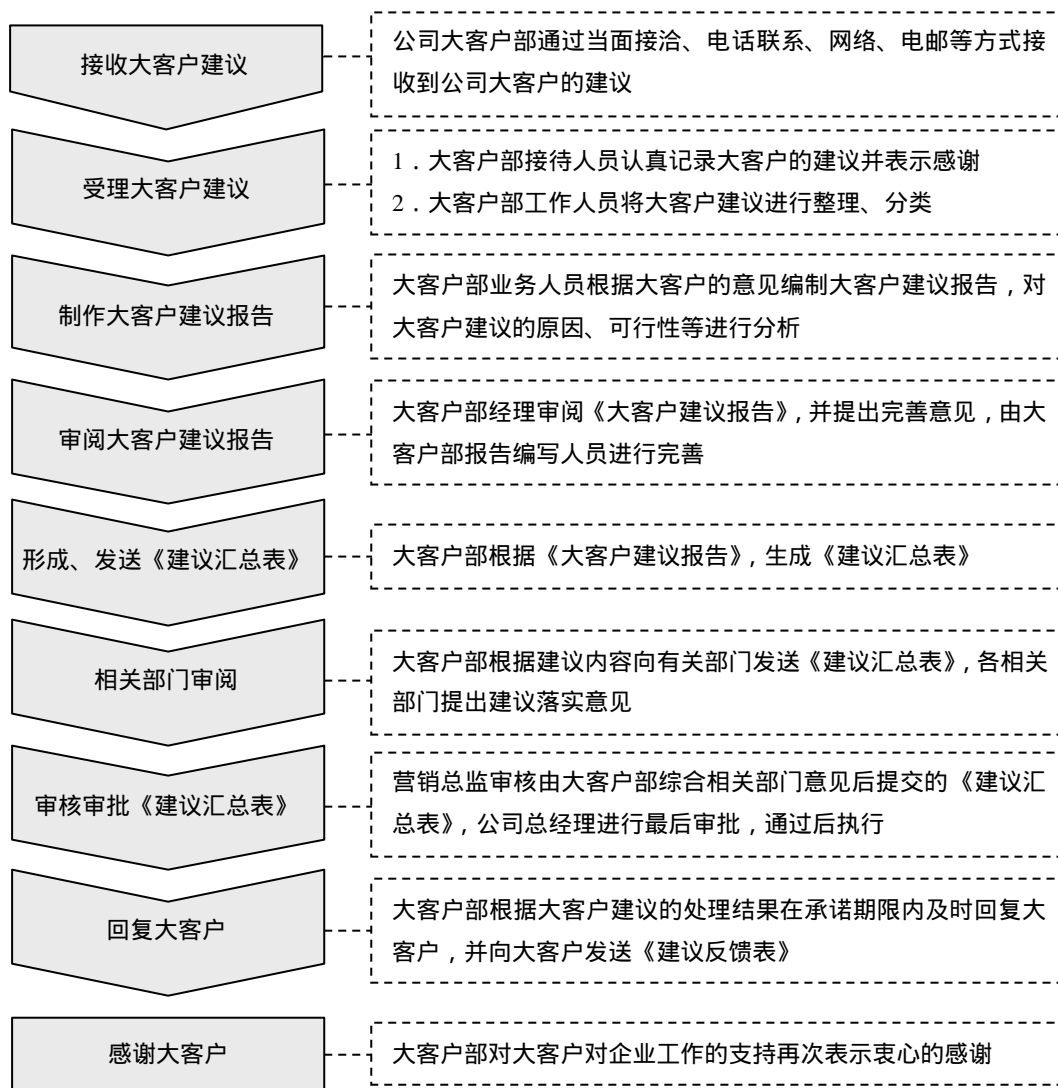 接收大客户建议
公司大客户部通过当面接洽、电话联系、网络、电邮等方式接
收到公司大客户的建议
受理大客户建议
1．大客户部接待人员认真记录大客户的建议并表示感谢
2．大客户部工作人员将大客户建议进行整理、分类
制作大客户建议报告
大客户部业务人员根据大客户的意见编制大客户建议报告，对
大客户建议的原因、可行性等进行分析
审阅大客户建议报告
大客户部经理审阅《大客户建议报告》，并提出完善意见，由大
客户部报告编写人员进行完善
形成、发送《建议汇总表》
大客户部根据《大客户建议报告》，生成《建议汇总表》
相关部门审阅
大客户部根据建议内容向有关部门发送《建议汇总表》，各相关
部门提出建议落实意见
审核审批《建议汇总表》
营销总监审核由大客户部综合相关部门意见后提交的《建议汇
总表》，公司总经理进行最后审批，通过后执行
回复大客户
大客户部根据大客户建议的处理结果在承诺期限内及时回复大
客户，并向大客户发送《建议反馈表》
感谢大客户
大客户部对大客户对企业工作的支持再次表示衷心的感谢